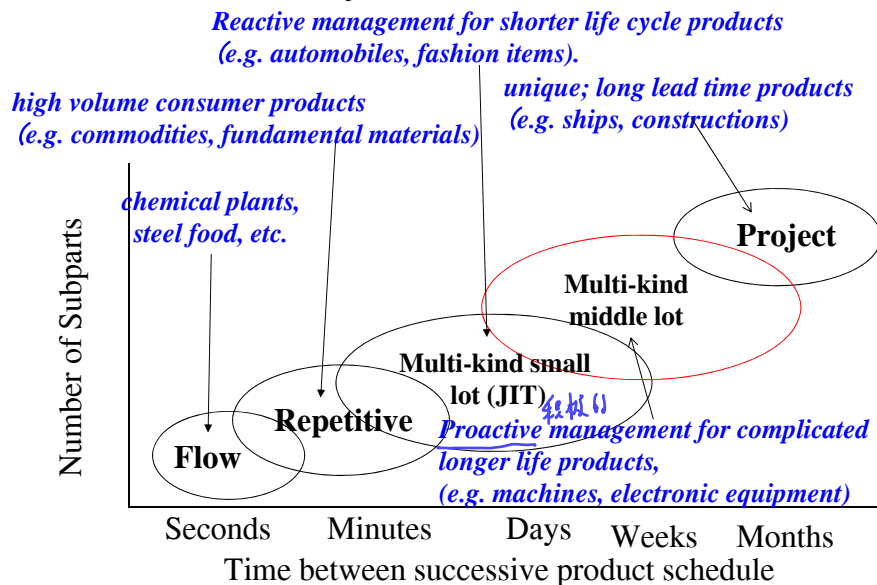 Reactive management for shorter life cycle products
(e.g. automobiles, fashion items).
unique; long lead time products
(e.g. ships, constructions)
high volume consumer products
(e.g. commodities, fundamental materials)
chemical plants,
steel food, etc.
Project
Multi-kind
middle lot
Multi-kind small
lot (JIT)
Repetitive
Flow
Proactive management for complicated
longer life products,
(e.g. machines, electronic equipment)
Number of Subparts
Seconds
Minutes
Days
Weeks
Months
Time between successive product schedule